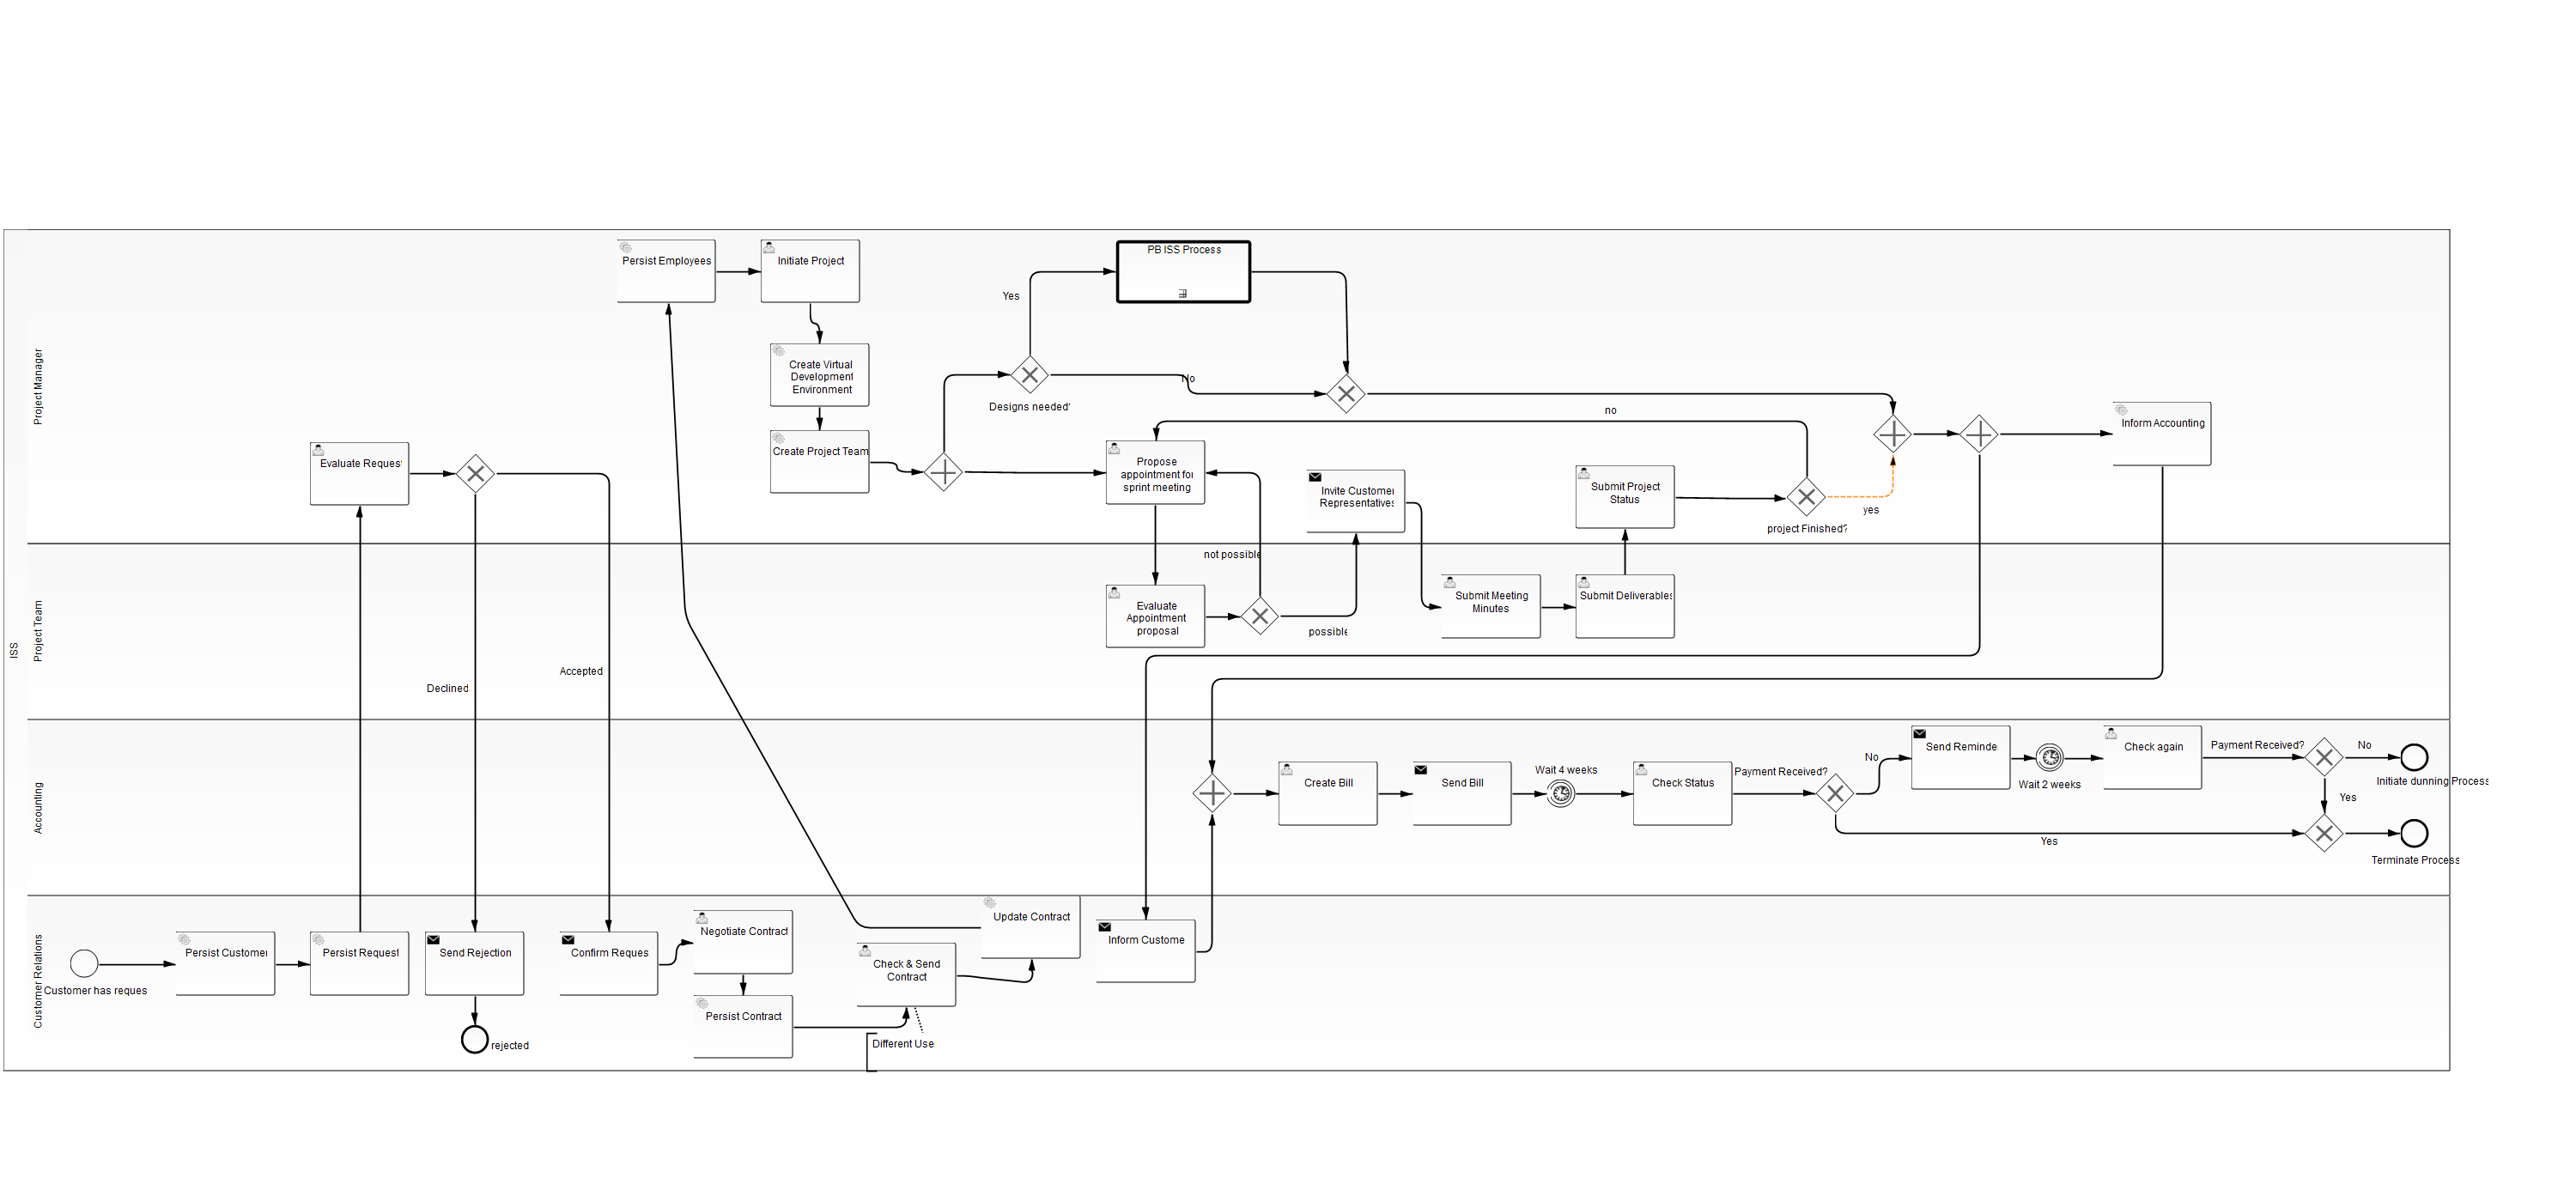 ISS
Project Manager
Persist Employees
Initiate Project
Create Virtual
Development
Environment
Create Project Team
Yes
Designs needed?
No
PB ISS Process
Evaluate Request
Propose
appointment for
sprint meeting
no
Invite Customer
Representatives
Submit Project
Status
project Finished?
yes
Inform Accounting
Project Team
not possible
Evaluate
Appointment
proposal
possible
Submit Meeting
Minutes
Submit Deliverables
Declined
Accepted
Accounting
Create Bill
Send Bill
Wait 4 weeks
Check Status
Payment Received?
No
Send Reminde
Wait 2 weeks
Check again
Payment Received?
No
Initiate dunning Process
Yes
Yes
Terminate Process
Customer Relations
Customer has reques
Persist Customer
Persist Request
Send Rejection
rejected
Confirm Reques
Negotiate Contract
Persist Contract
Check & Send
Contract
Different Use
Update Contract
Inform Custome